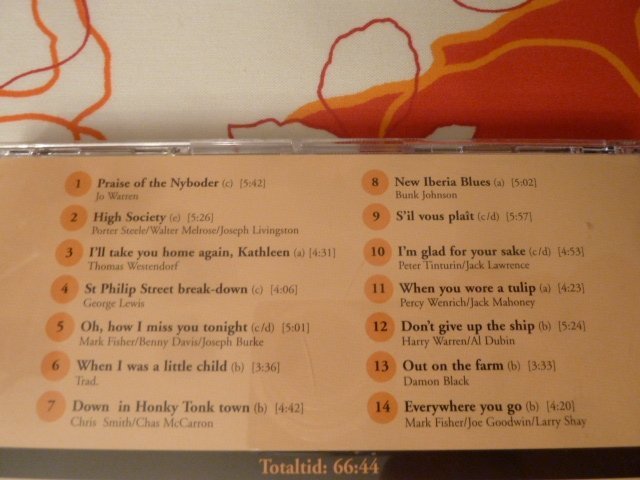 1 Praise of the Nyboder (c) [5:42]
Jo Warren
2 High Society (e) [5:26]
Porter Steele/Walter Melrose/Joseph Livingston
3 I'll take you home again, Kathleen (a) [4:31]
Thomas Westendorf
4 St Philip Street break-down (c) [4:06]
George Lewis
5 Oh, how I miss you tonight (c/d) [5:01]
Mark Fisher/Benny Davis/Joseph Burke
6 When I was a little child (b) [3:36]
Trad.
7 Down in Honky Tonk town (b) [4:42]
Chris Smith/Chas McCarron
8 New Iberia Blues (a) [5:02]
Bunk Johnson
9 S'il vous plaît (c/d) [5:57]
10 I'm glad for your sake (c/d) [4:53]
Peter Tinturin/Jack Lawrence
11 When you wore a tulip (a) [4:23]
Percy Wenrich/Jack Mahoney
12 Don't give up the ship (b) [5:24]
Harry Warren/Al Dubin
13 Out on the farm (b) [3:33]
Damon Black
14 Everywhere you go (b) [4:20]
Mark Fisher/Joe Goodwin/Larry Shay
Totaltid: 66:44